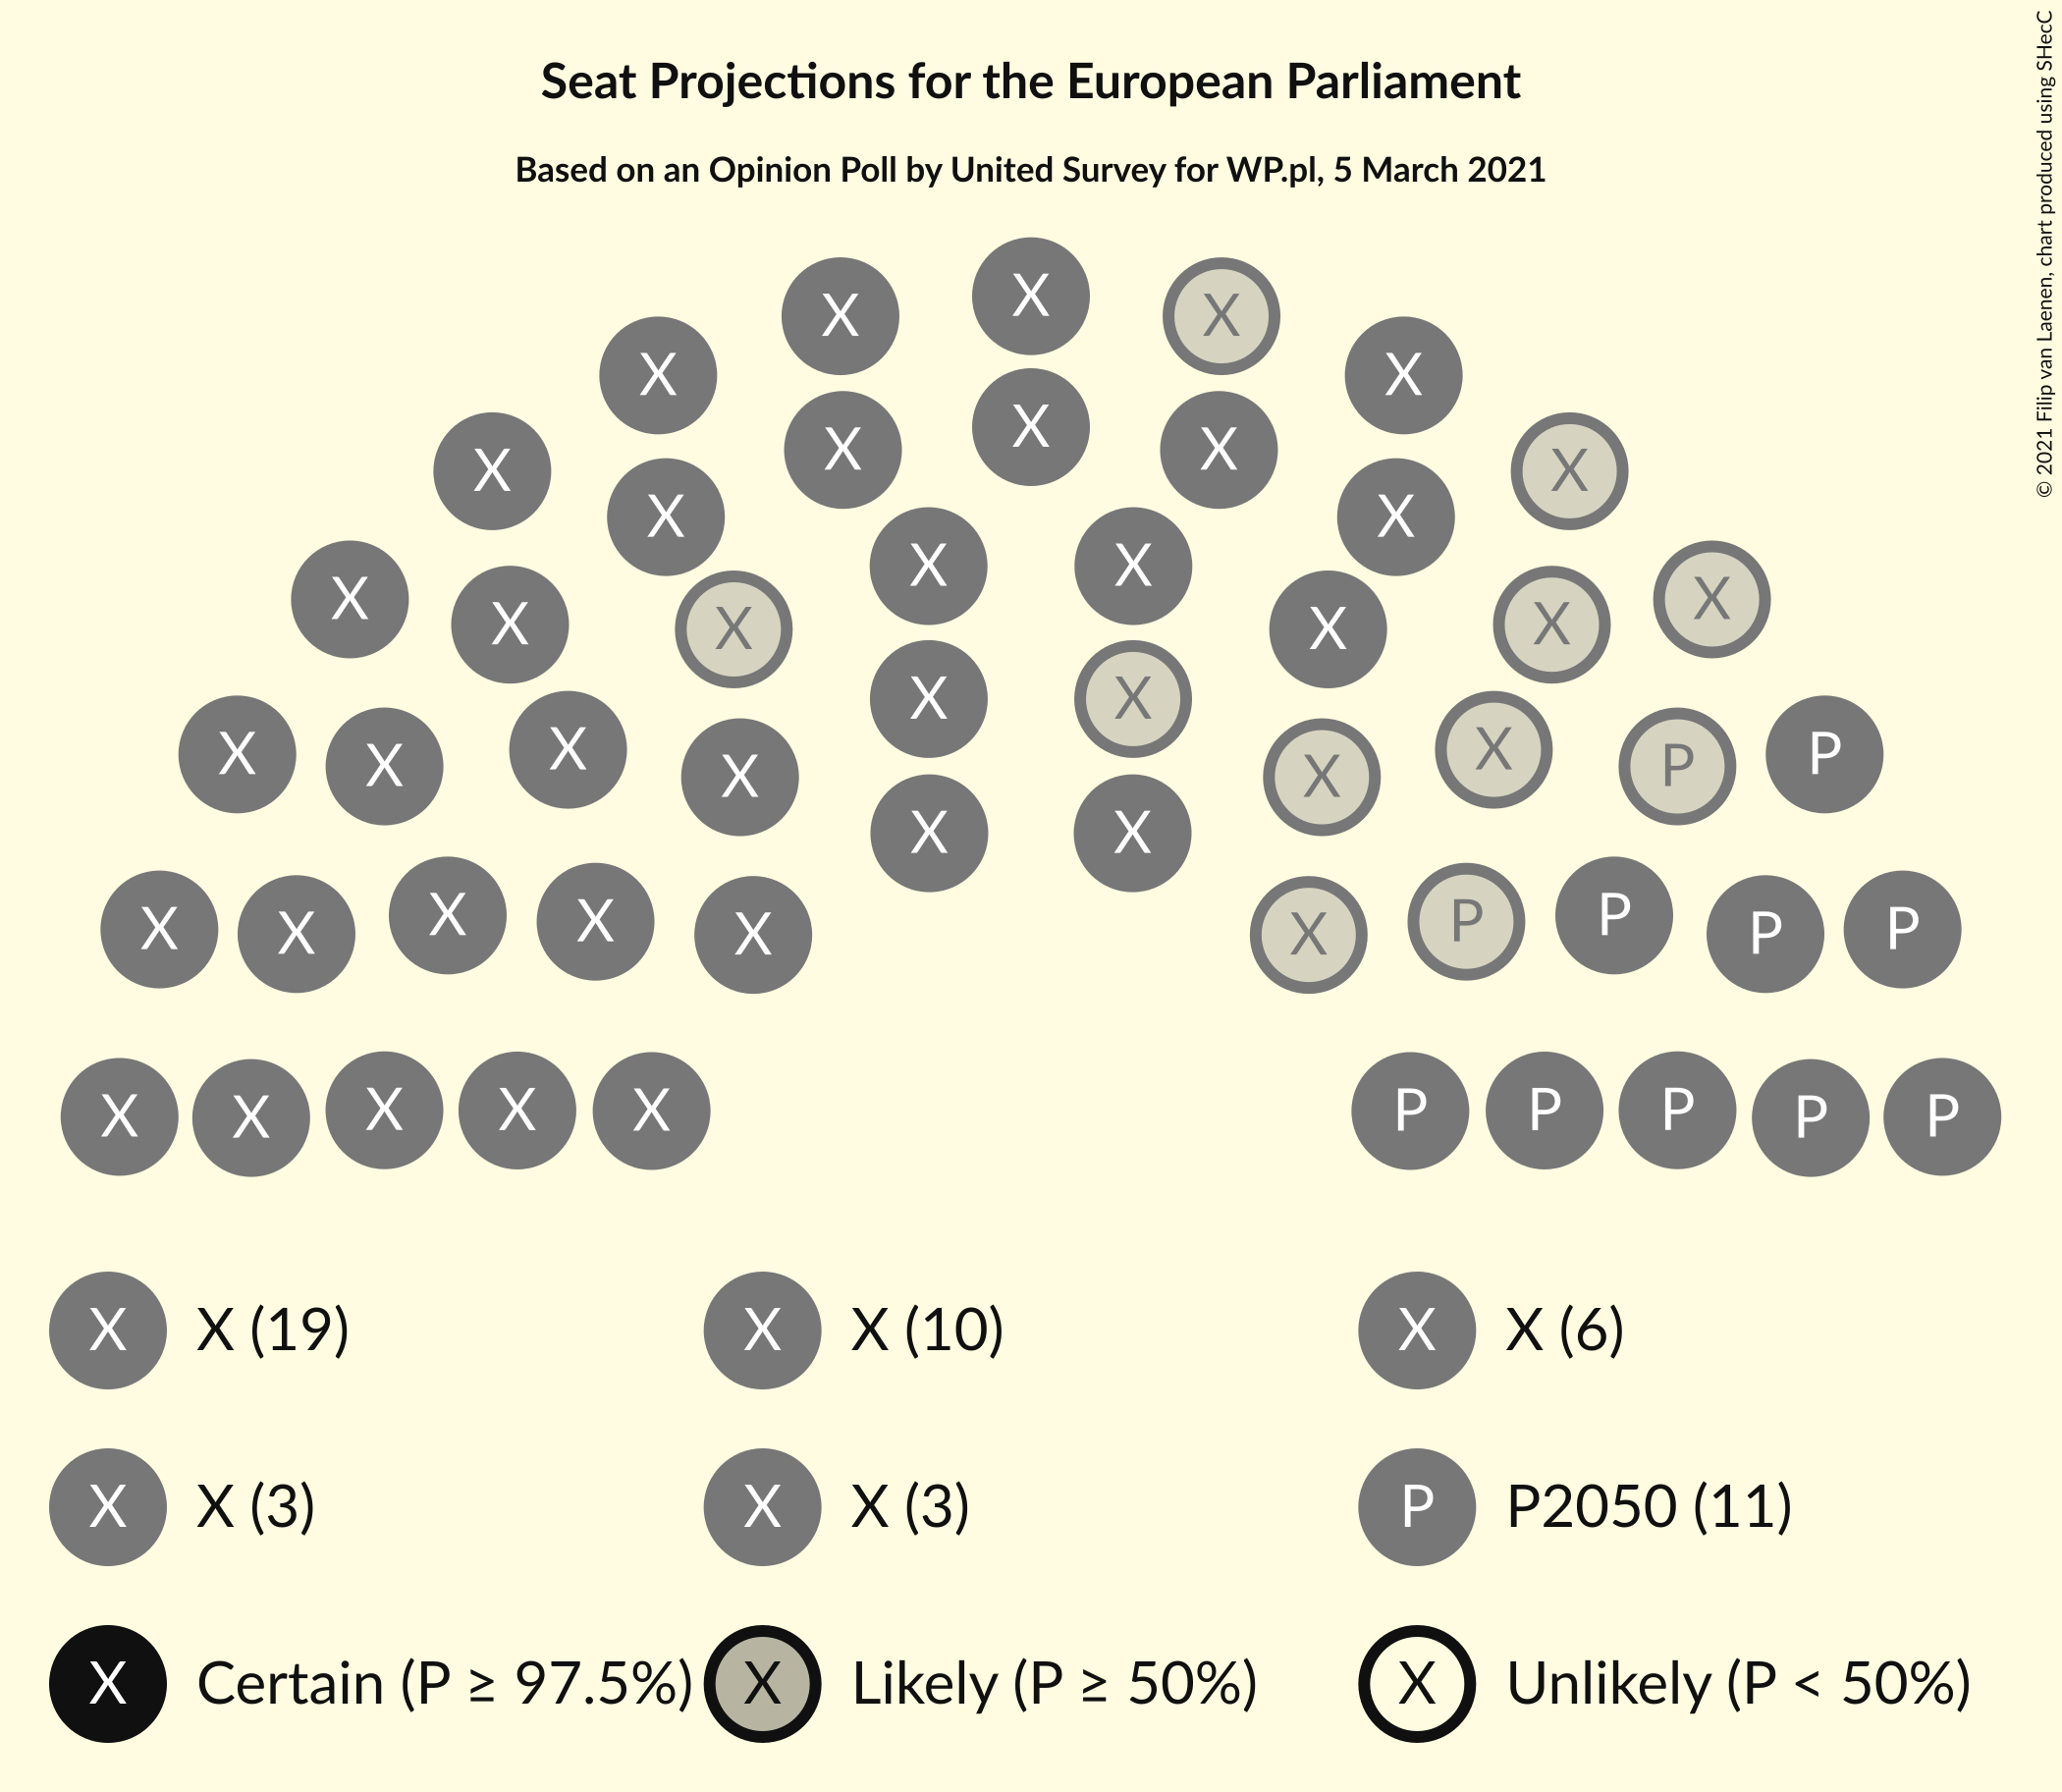 Seat Projections for the European Parliament
Based on an Opinion Poll by United Survey for WP.pl, 5 March 2021
© 2021 Filip van Laenen, chart produced using SHecC
X
X X
X X
X
X X X
X X
X X
X X
X X X
X X
X X X X
X X X X
X X X P P
X X
X X X X X X P P P P
X X X X X P P P P P
X X (19) X X (10) X X (6)
X X (3) X X (3) P P2050 (11)
X Certain (P ≥ 97.5%) X Likely (P ≥ 50%) X Unlikely (P < 50%)